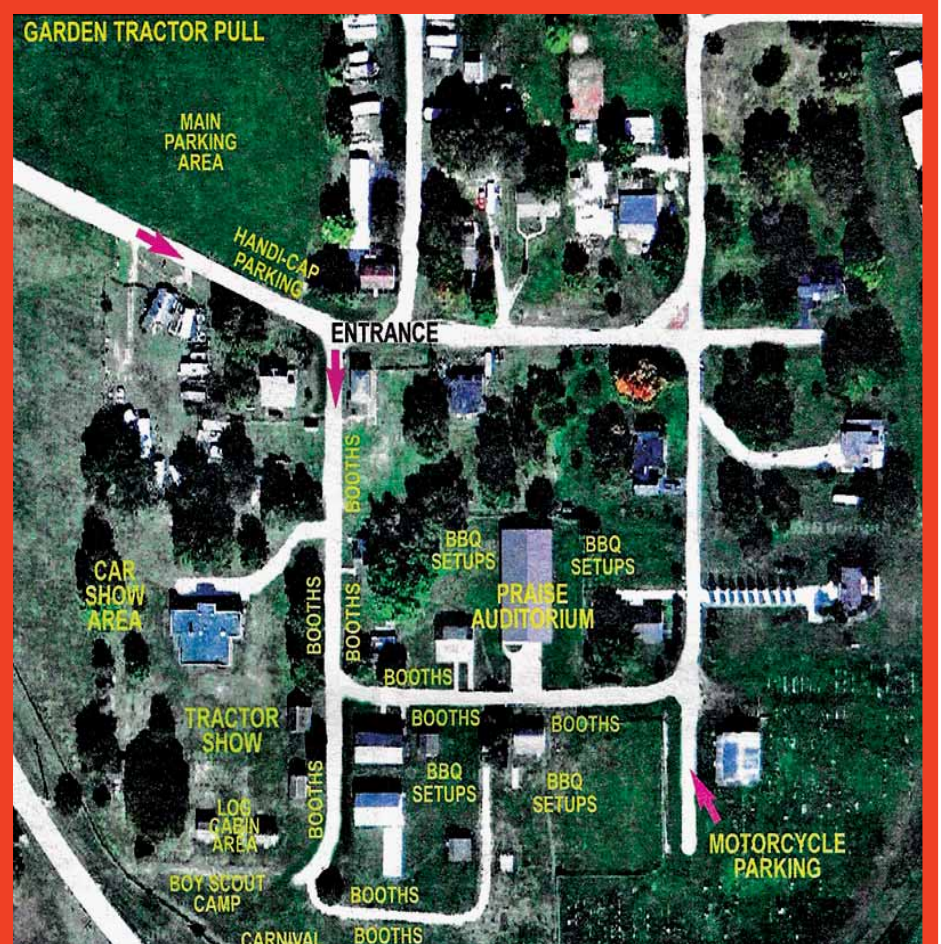 GARDEN TRACTOR PULL
MAIN
PARKING
AREA
HANDI-CAP
PARKING
ENTRANCE
BOOTHS
BBQ
SETUPS
BBQ
SETUPS
CAR
SHOW
AREA
PRAISE
AUDITORIUM
BOOTHS
BOOTHS
BOOTHS
BOOTHS
BOOTHS
TRACTOR
SHOW
BBQ
SETUPS
BBQ
SETUPS
BOOTHS
LOG
CABIN
AREA
MOTORCYCLE
PARKING
BOY SCOUT
CAMP
BOOTHS
BOOTHS
CARNIVAL